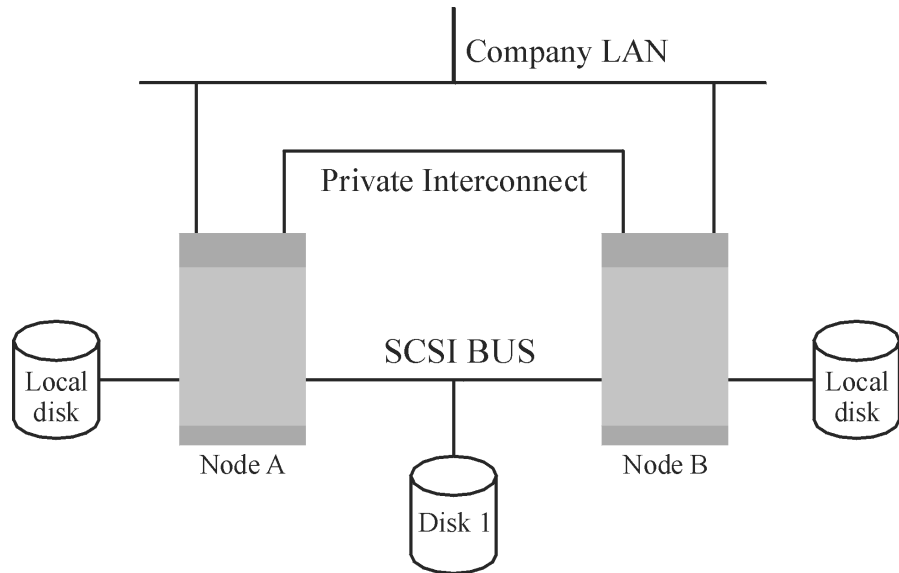 Company LAN
Private Interconnect
SCSI BUS
Local
disk
Local
disk
Node A
Node B
Disk 1